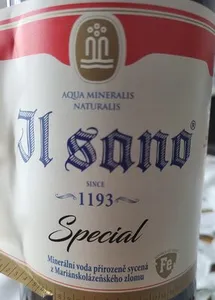 AQUA MINERALIS
NATURALIS
Il sano
SINCE
1193
Special
Minerální voda přirozeně sycená
z Mariánskolázeňského zlomu
Fe